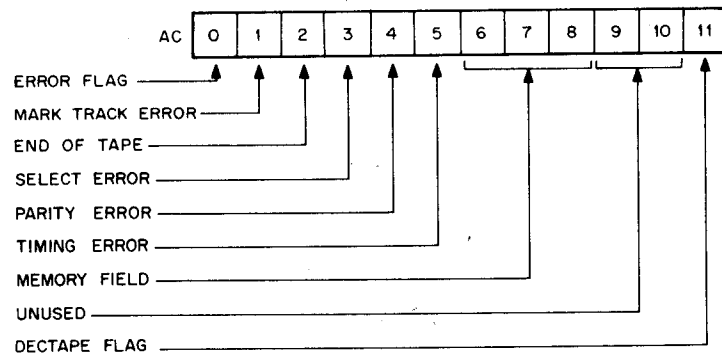 AC 0 1 2 3 4 5 6 7 8 9 10 11
ERROR FLAG
MARK TRACK ERROR
END OF TAPE
SELECT ERROR
PARITY ERROR
TIMING ERROR
MEMORY FIELD
UNUSED
DECTAPE FLAG